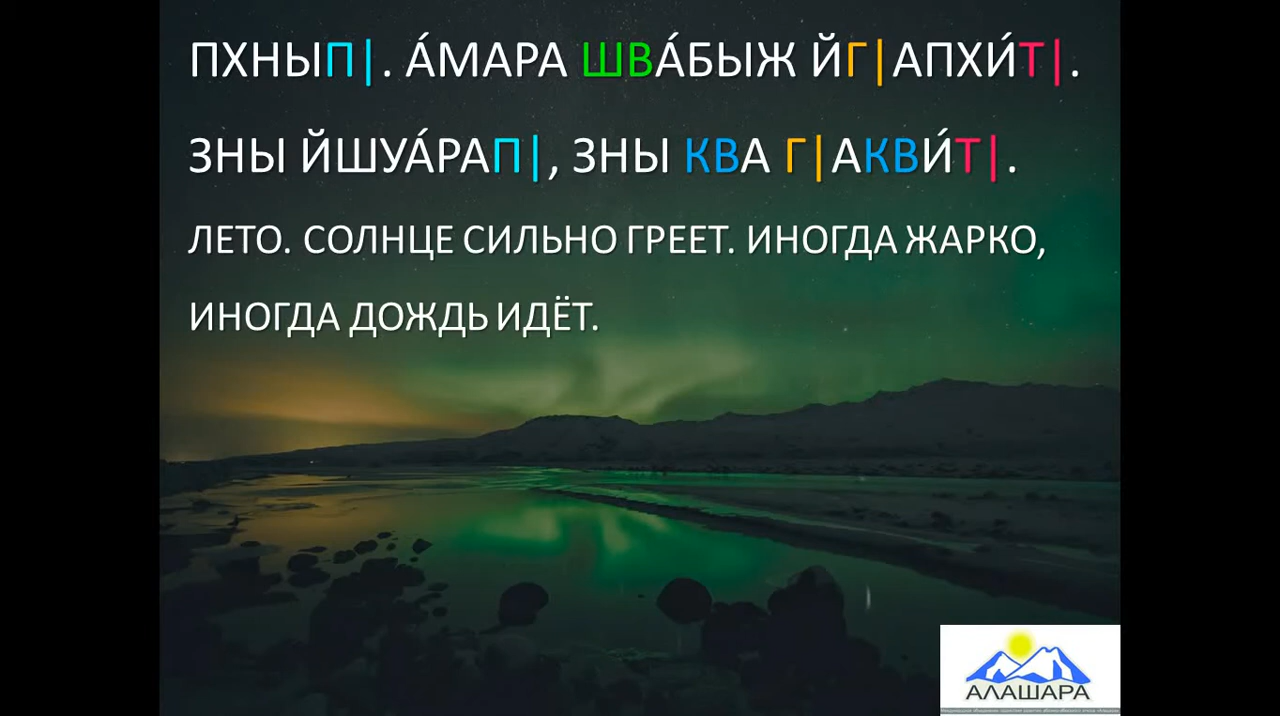 ПХНЫП|. А́МАРА ШВА́БЫЖ ЙГ|АПХИ́Т|.
ЗНЫ ЙШУА́РАП|, ЗНЫ КВА Г|АКВИ́Т|.
ЛЕТО. СОЛНЦЕ СИЛЬНО ГРЕЕТ. ИНОГДА ЖАРКО,
ИНОГДА ДОЖДЬ ИДЁТ.
АЛАШАРА